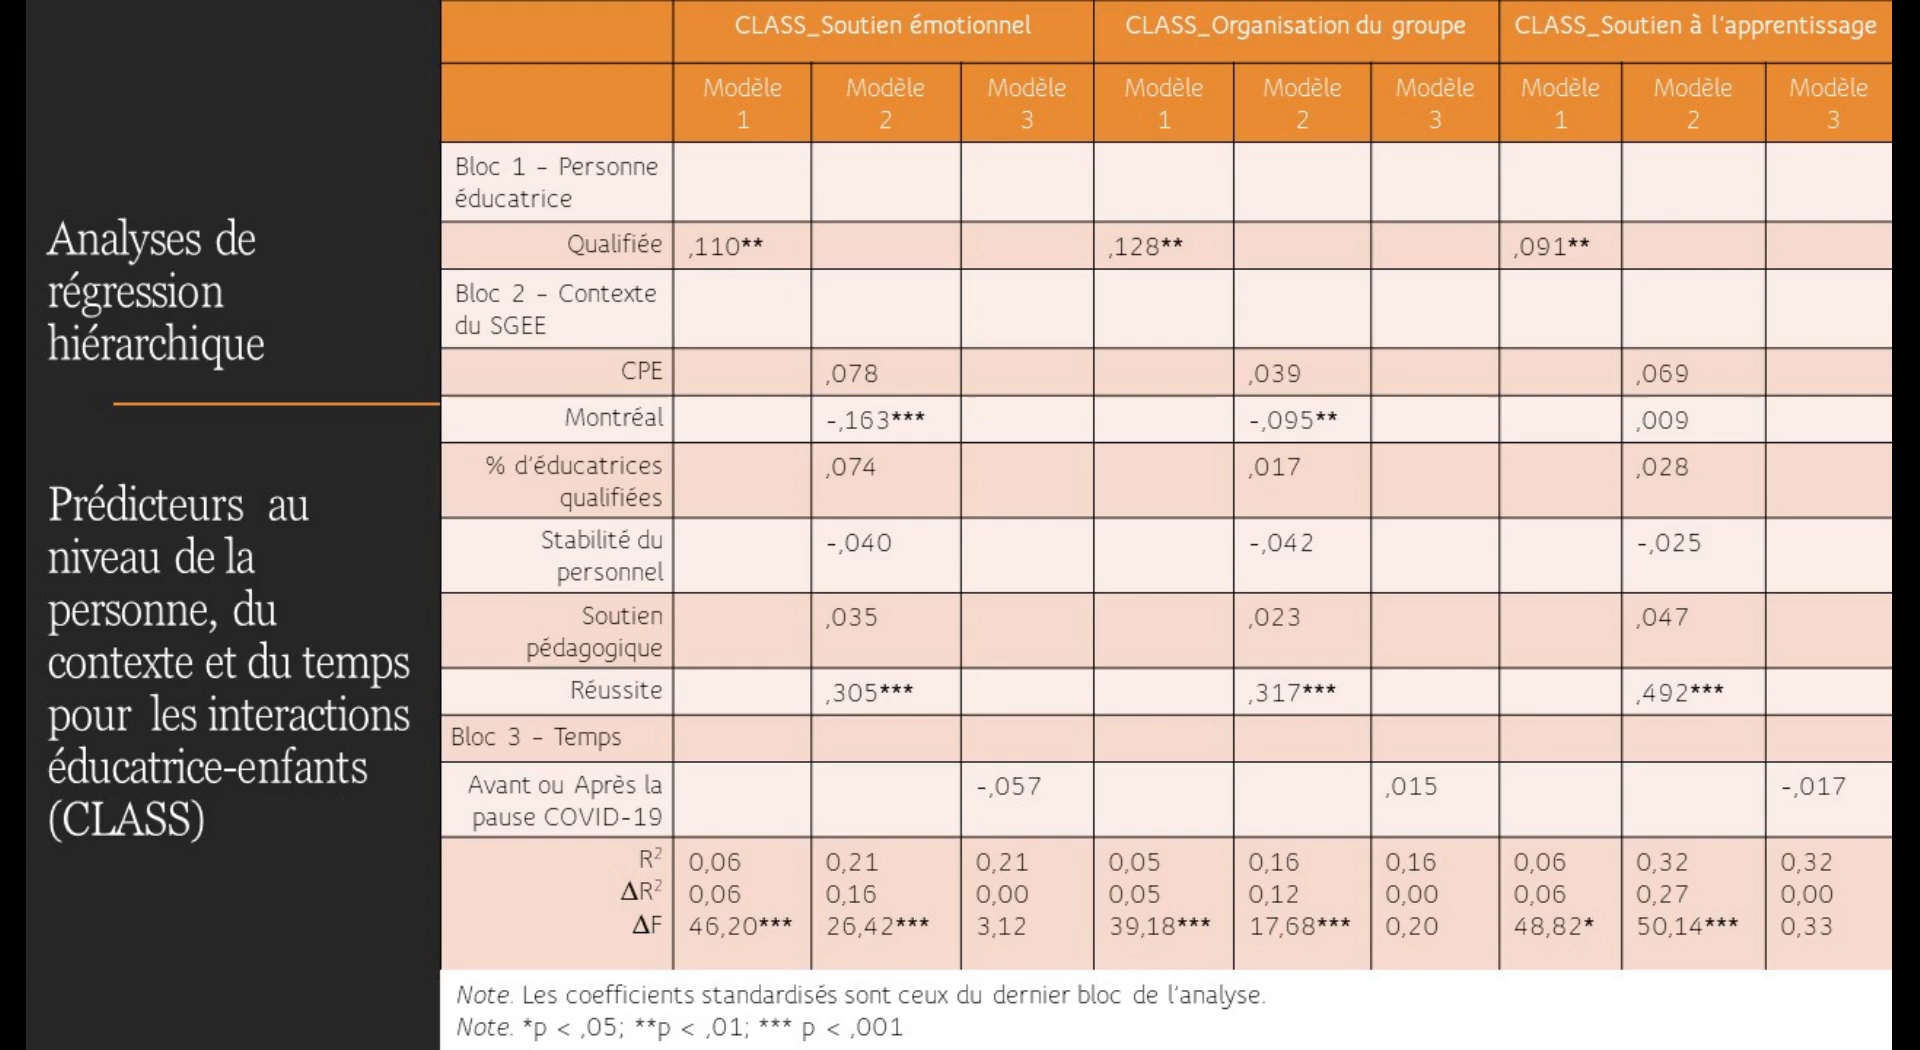 Analyses de
régression
hiérarchique
Prédicteurs au
niveau de la
personne, du
contexte et du temps
pour les interactions
éducatrice-enfants
(CLASS)
CLASS_Soutien émotionnel CLASS_Organisation du groupe CLASS_Soutien à l'apprentissage
Modèle Modèle Modèle Modèle Modèle Modèle Modèle Modèle Modèle
1 2 3 1 2 3 1 2 3
Bloc 1 – Personne
éducatrice
Qualifiée ,110** ,128** ,091**
Bloc 2 – Contexte
du SGEE
CPE ,078 ,039 ,069
Montréal -,163*** -,095** ,009
% d'éducatrices ,074 ,017 ,028
qualifiées
Stabilité du -,040 -,042 -,025
personnel
Soutien ,035 ,023 ,047
pédagogique
Réussite ,305*** ,317*** ,492***
Bloc 3 – Temps
Avant ou Après la -,057 ,015 -,017
pause COVID-19
R² 0,06 0,21 0,21 0,05 0,16 0,16 0,06 0,32 0,32
ΔR² 0,06 0,16 0,00 0,05 0,12 0,00 0,06 0,27 0,00
ΔF 46,20*** 26,42*** 3,12 39,18*** 17,68*** 0,20 48,82* 50,14*** 0,33
Note. Les coefficients standardisés sont ceux du dernier bloc de l'analyse.
Note. *p < ,05; **p < ,01; *** p < ,001